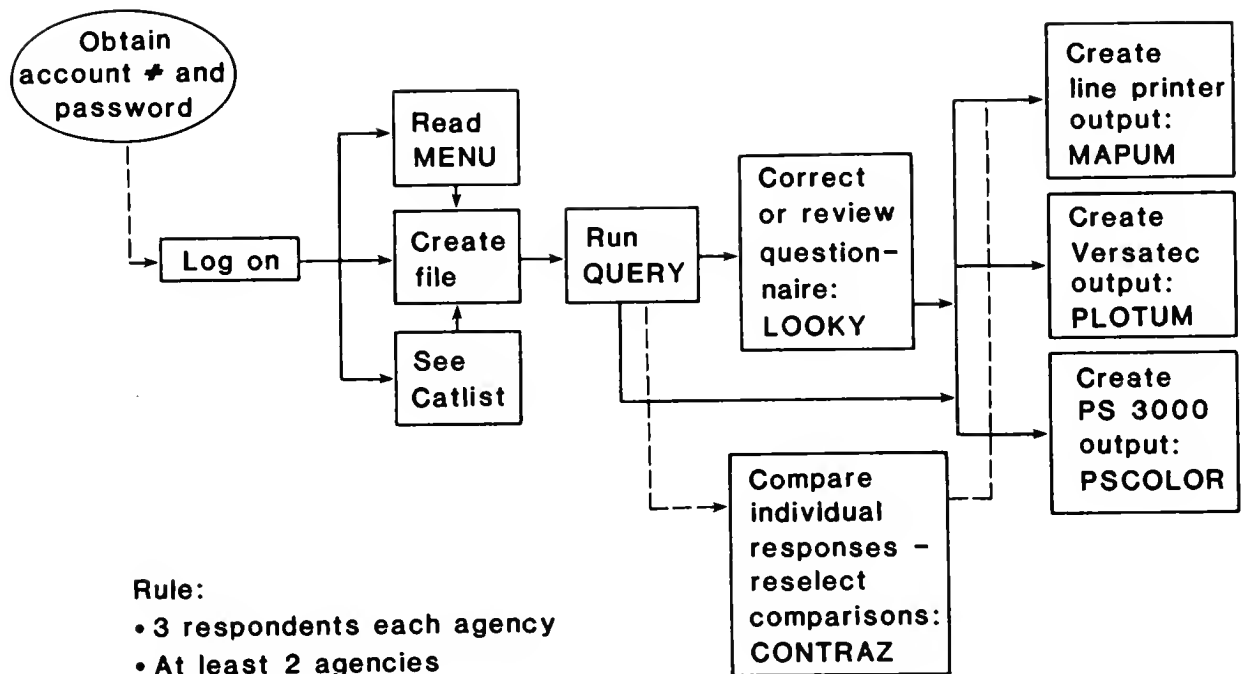 Obtain
account # and
password
Log on
Read
MENU
Create
file
See
Catlist
Run
QUERY
Correct
or review
question-
naire:
LOOKY
Compare
individual
responses -
reselect
comparisons:
CONTRAZ
Create
line printer
output:
MAPUM
Create
Versatec
output:
PLOTUM
Create
PS 3000
output:
PSCOLOR
Rule:
• 3 respondents each agency
• At least 2 agencies